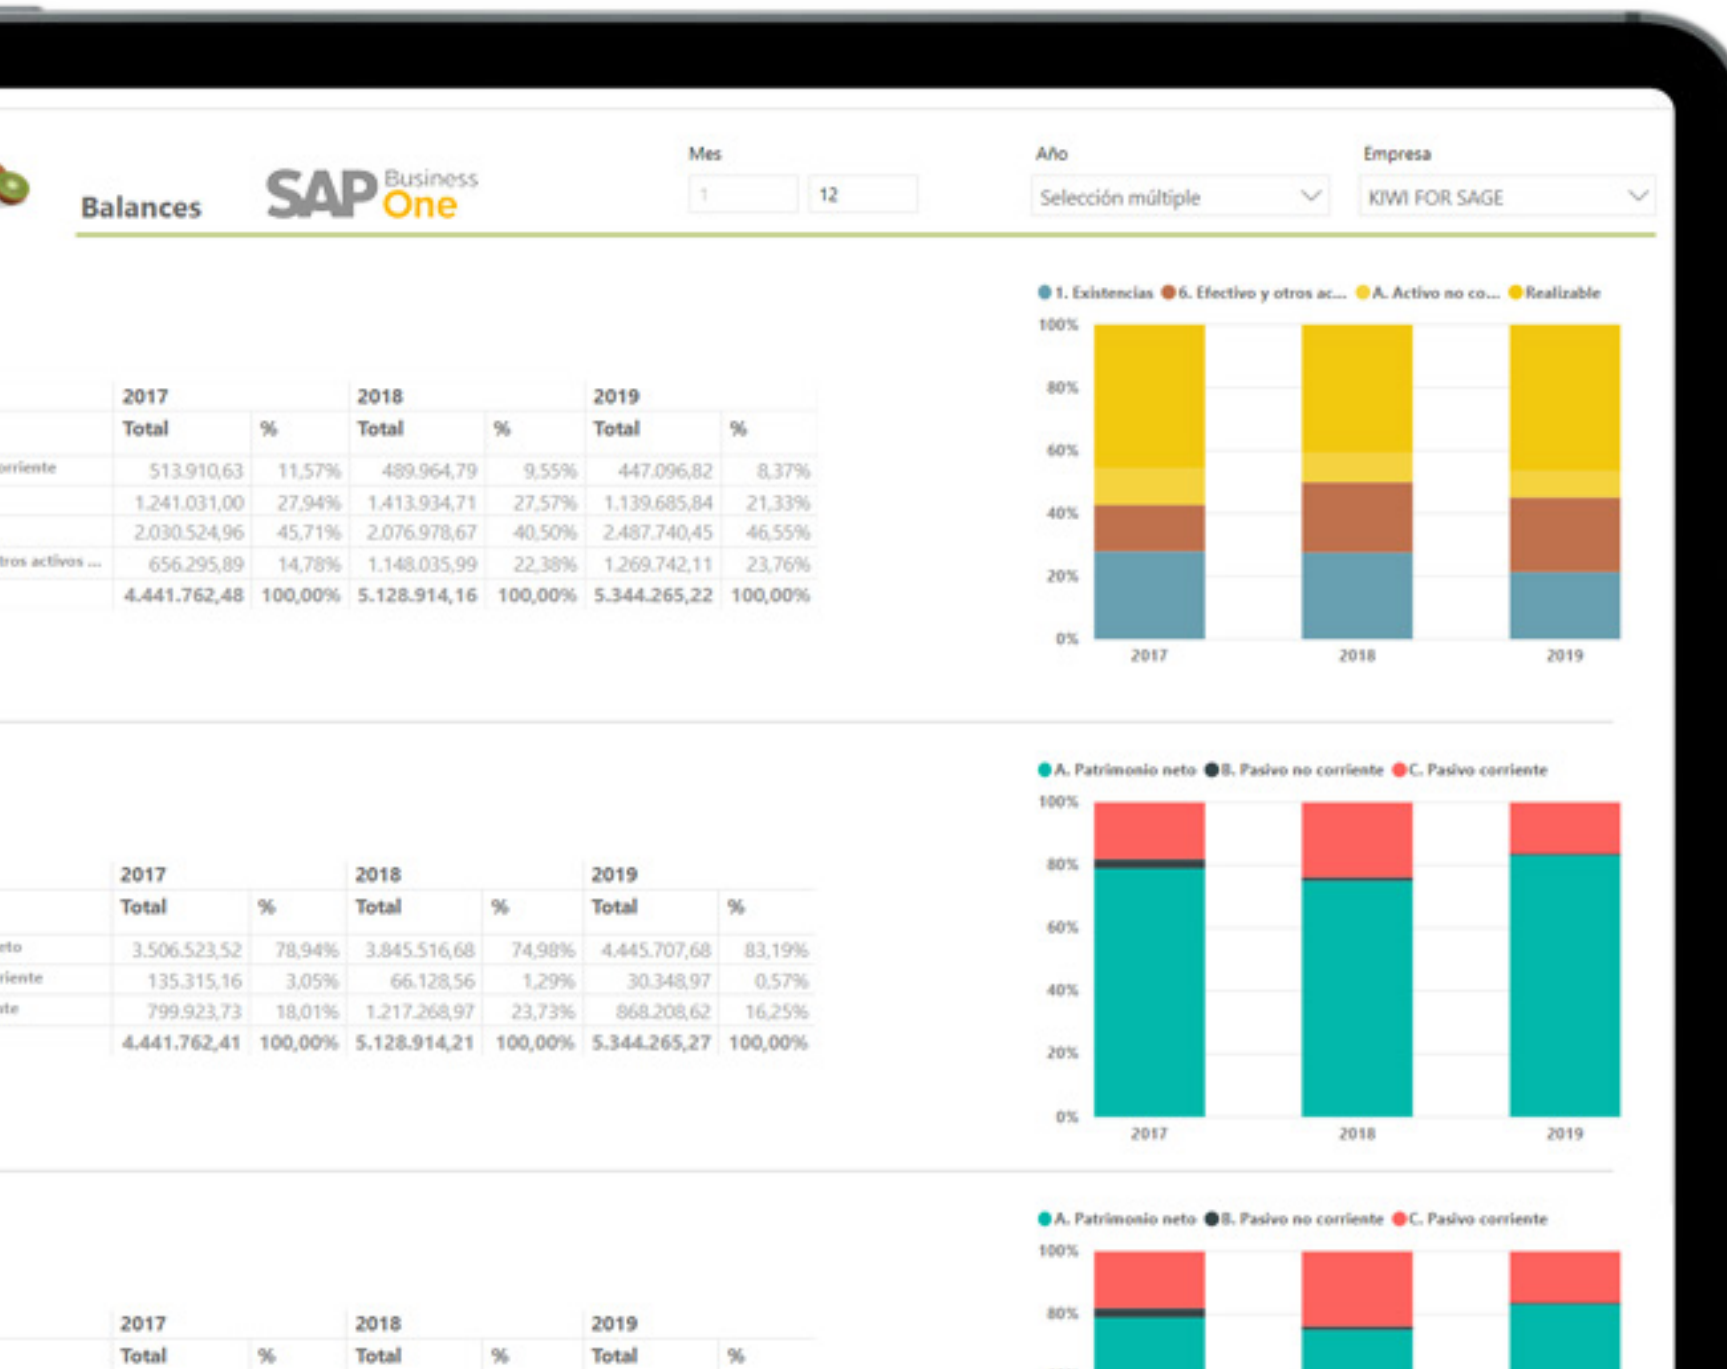 Mes
Año
Empresa
Balances
SAP Business One
1
12
Selección múltiple
KIWI FOR SAGE
1. Existencias 6. Efectivo y otros ac... A. Activo no co... Realizable
100%
80%
60%
40%
20%
0%
2017 2018 2019
2017 2018 2019
Total % Total % Total %
orriente 513.910,63 11,57% 489.964,79 9,55% 447.096,82 8,37%
1.241.031,00 27,94% 1.413.934,71 27,57% 1.139.685,84 21,33%
2.030.524,96 45,71% 2.076.978,67 40,50% 2.487.740,45 46,55%
tros activos ... 656.295,89 14,78% 1.148.035,99 22,38% 1.269.742,11 23,76%
4.441.762,48 100,00% 5.128.914,16 100,00% 5.344.265,22 100,00%
A. Patrimonio neto B. Pasivo no corriente C. Pasivo corriente
100%
80%
60%
40%
20%
0%
2017 2018 2019
2017 2018 2019
Total % Total % Total %
eto 3.506.523,52 78,94% 3.845.516,68 74,98% 4.445.707,68 83,19%
riente 135.315,16 3,05% 66.128,56 1,29% 30.348,97 0,57%
te 799.923,73 18,01% 1.217.268,97 23,73% 868.208,62 16,25%
4.441.762,41 100,00% 5.128.914,21 100,00% 5.344.265,27 100,00%
A. Patrimonio neto B. Pasivo no corriente C. Pasivo corriente
100%
80%
2017 2018 2019
Total % Total % Total %